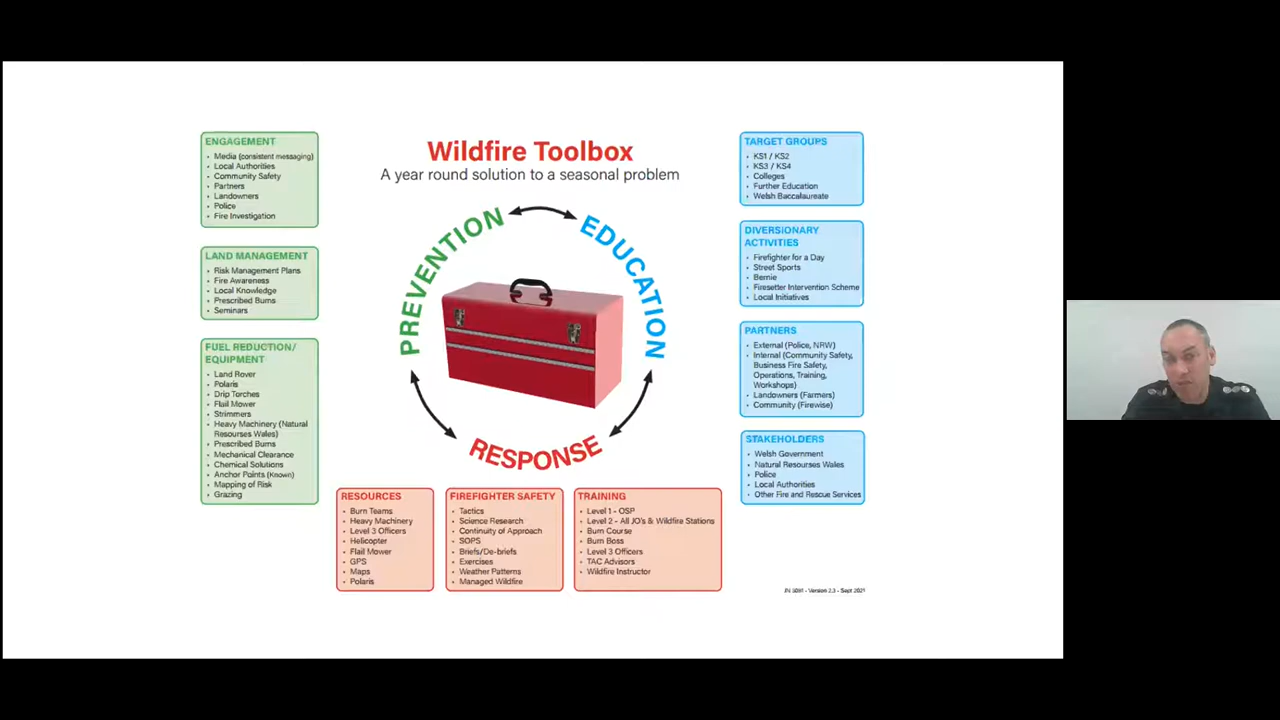 Wildfire Toolbox
A year round solution to a seasonal problem
PREVENTION
EDUCATION
RESPONSE
ENGAGEMENT
• Media (consistent messaging)
• Local Authorities
• Community Safety
• Partners
• Landowners
• Police
• Fire Investigation
LAND MANAGEMENT
• Risk Management Plans
• Fire Awareness
• Local Knowledge
• Prescribed Burns
• Seminars
FUEL REDUCTION/
EQUIPMENT
• Land Rover
• Polaris
• Drip Torches
• Flail Mower
• Strimmers
• Heavy Machinery (Natural
Resourses Wales)
• Prescribed Burns
• Mechanical Clearance
• Chemical Solutions
• Anchor Points (Known)
• Mapping of Risk
• Grazing
TARGET GROUPS
• KS1 / KS2
• KS3 / KS4
• Colleges
• Further Education
• Welsh Baccalaureate
DIVERSIONARY
ACTIVITIES
• Firefighter for a Day
• Street Sports
• Bernie
• Firesetter Intervention Scheme
• Local Initiatives
PARTNERS
• External (Police, NRW)
• Internal (Community Safety,
Business Fire Safety,
Operations, Training,
Workshops)
• Landowners (Farmers)
• Community (Firewise)
STAKEHOLDERS
• Welsh Government
• Natural Resourses Wales
• Police
• Local Authorities
• Other Fire and Rescue Services
RESOURCES
• Burn Teams
• Heavy Machinery
• Level 3 Officers
• Helicopter
• Flail Mower
• GPS
• Maps
• Polaris
FIREFIGHTER SAFETY
• Tactics
• Science Research
• Continuity of Approach
• SOPS
• Briefs/De-briefs
• Exercises
• Weather Patterns
• Managed Wildfire
TRAINING
• Level 1 - OSP
• Level 2 - All JO's & Wildfire Stations
• Burn Course
• Burn Boss
• Level 3 Officers
• TAC Advisors
• Wildfire Instructor
- Version 2.3 - Sept 2021